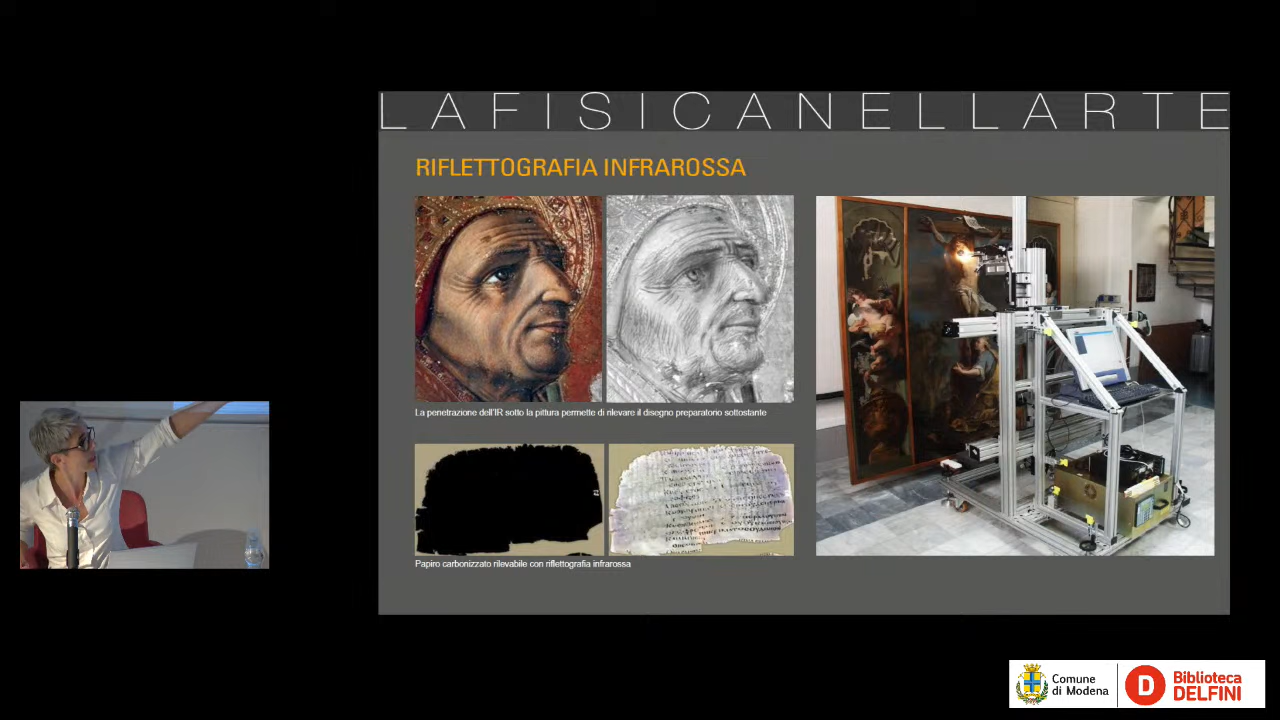 LAFISICANELLARTE
RIFLETTOGRAFIA INFRAROSSA
La penetrazione dell'IR sotto la pittura permette di rilevare il disegno preparatorio sottostante
Papiro carbonizzato rilevabile con riflettografia infrarossa
Comune
di Modena
D
Biblioteca
DELFINI